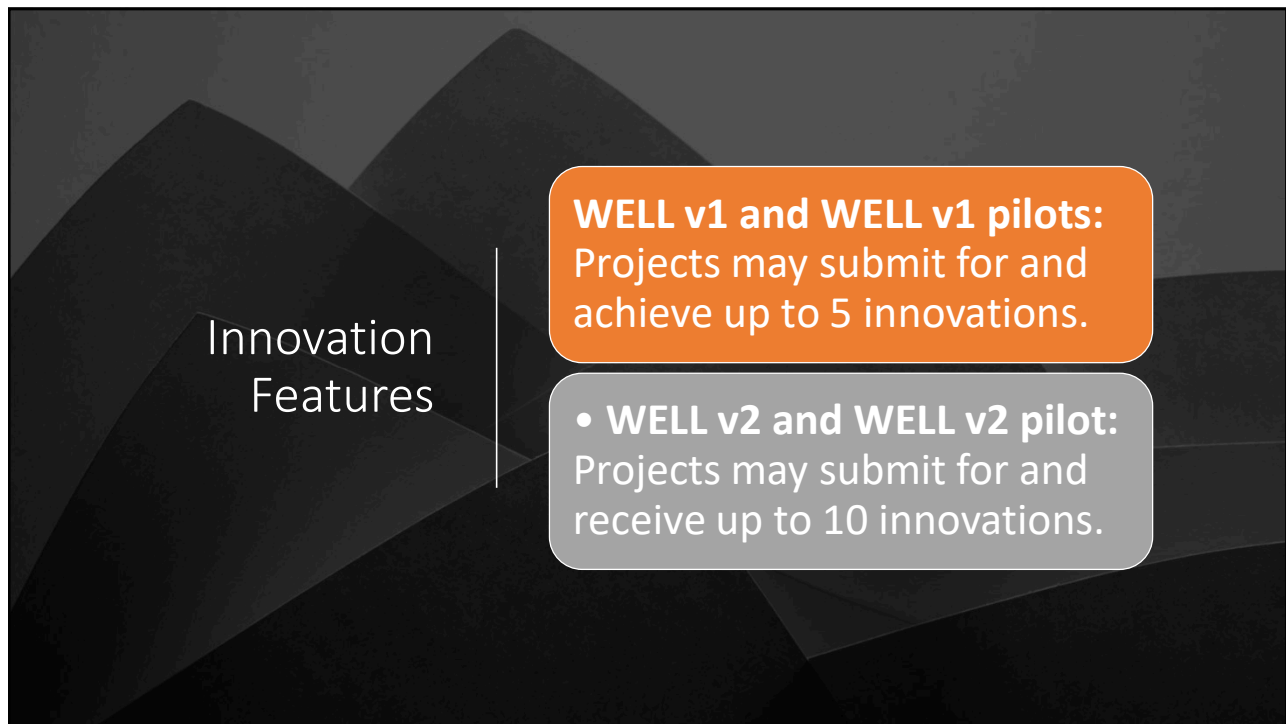 Innovation
Features
WELL v1 and WELL v1 pilots:
Projects may submit for and
achieve up to 5 innovations.
• WELL v2 and WELL v2 pilot:
Projects may submit for and
receive up to 10 innovations.